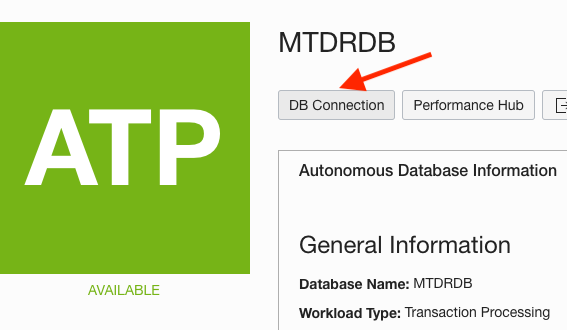 ATP
AVAILABLE
MTDRDB
DB Connection
Performance Hub
Autonomous Database Information
General Information
Database Name: MTDRDB
Workload Type: Transaction Processing